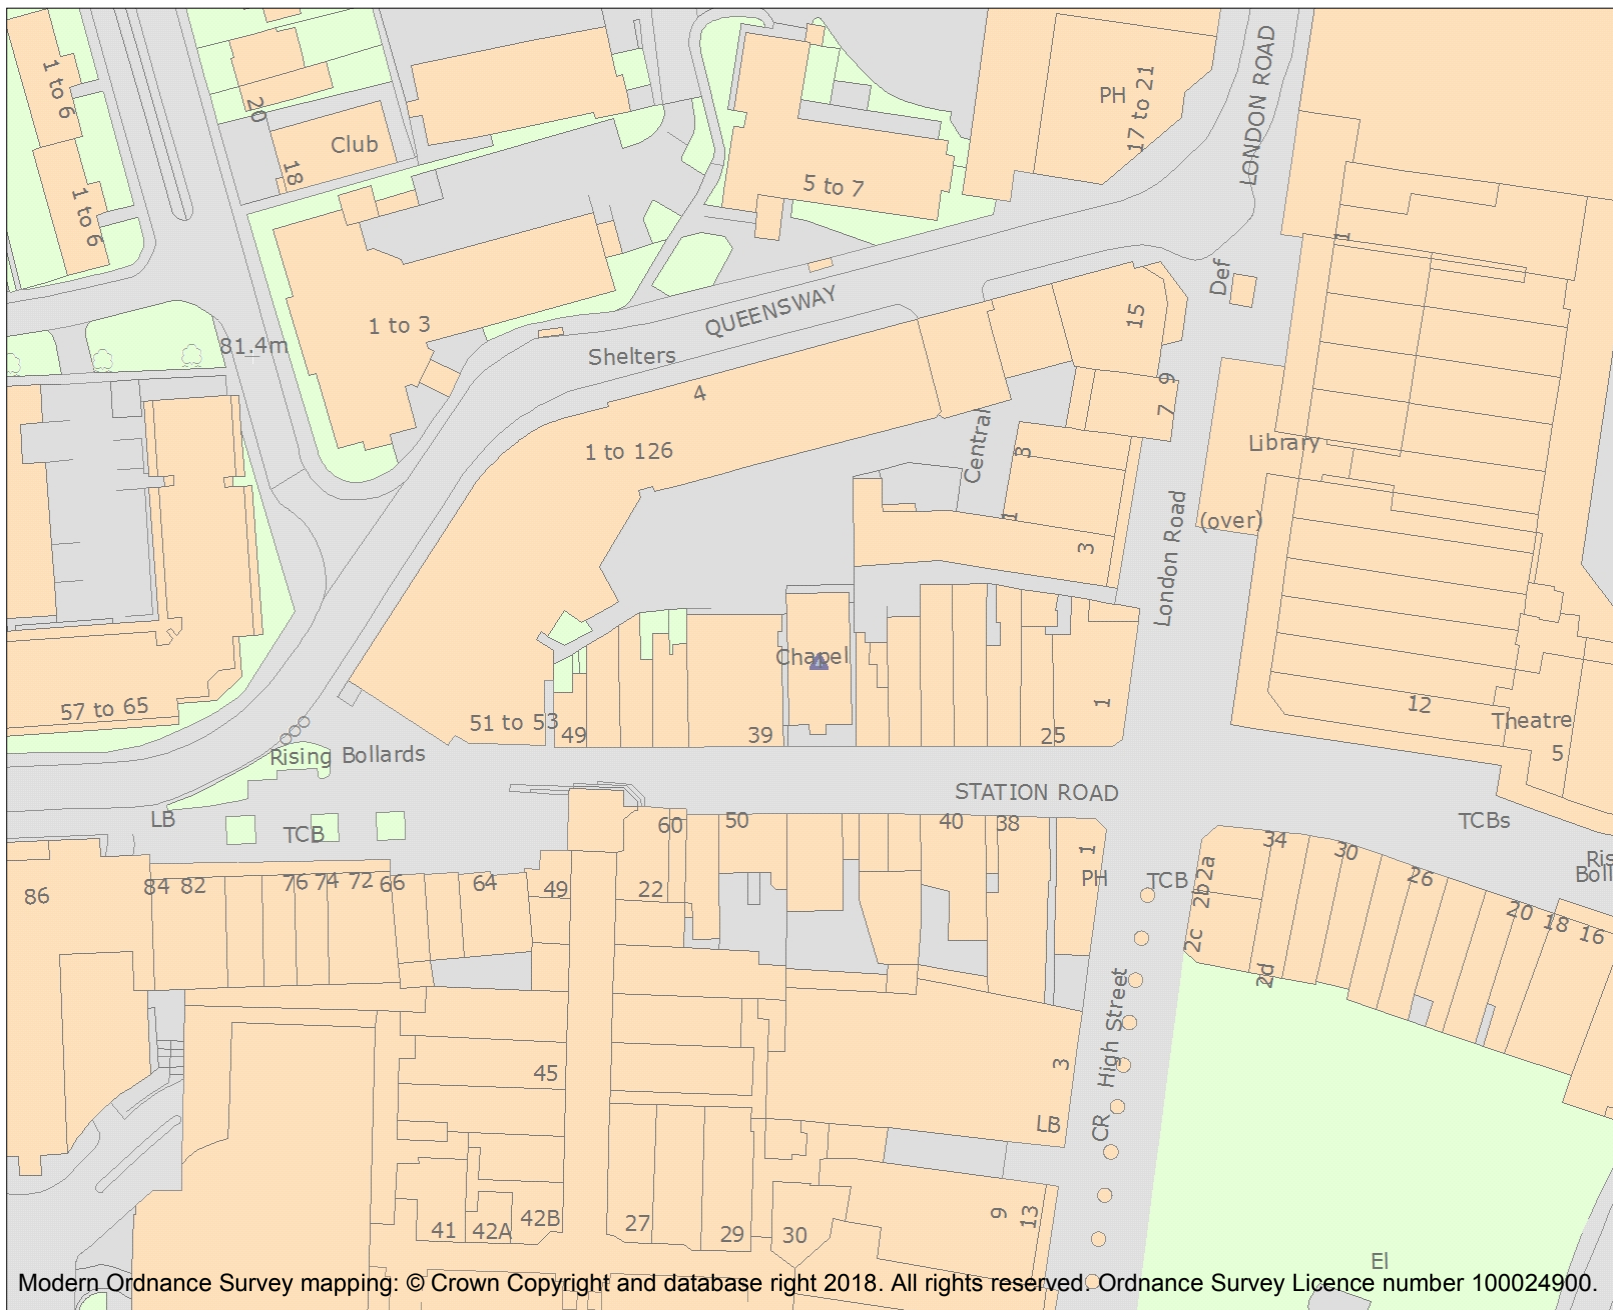 LONDON ROAD
1 to 6
20
Club
PH
17 to 21
18
5 to 7
1 to 6
1
Def
QUEENSWAY
1 to 3
15
81.4m
Shelters
4
9
7
Central
Library
1 to 126
3
1
(over)
London Road
3
Chapel
57 to 65
51 to 53
49
39
25
1
12
Theatre
5
Rising Bollards
STATION ROAD
LB
TCB
60
50
40
38
TCBs
1
34
30
Ris
Boll
86
84
82
76
74
72
66
64
49
22
PH
TCB
2a
2b
26
20
18
16
2c
2d
High Street
45
3
LB
CR
41
42A
42B
27
29
30
9
13
El
Modern Ordnance Survey mapping: © Crown Copyright and database right 2018. All rights reserved. Ordnance Survey Licence number 100024900.